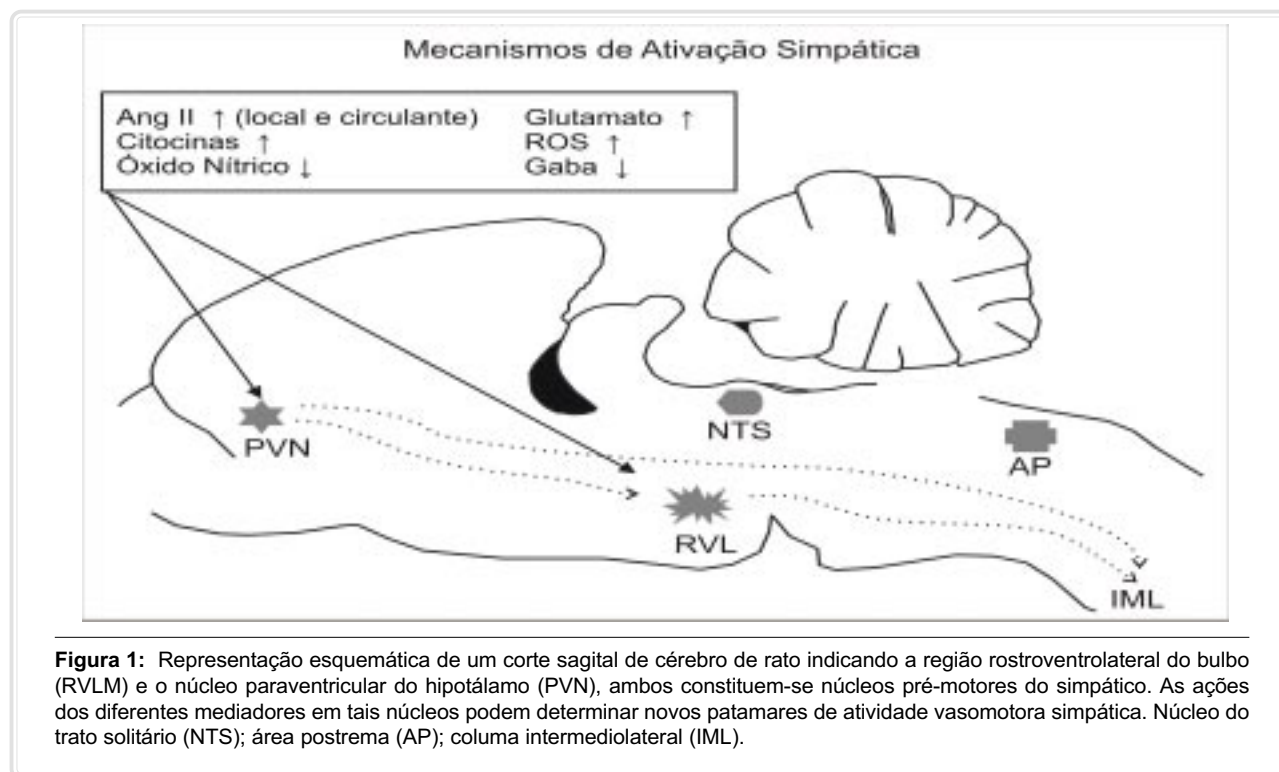 Mecanismos de Ativação Simpática
Ang II ↑ (local e circulante) Glutamato ↑
Citocinas ↑ ROS ↑
Óxido Nítrico ↓ Gaba ↓
PVN
NTS
AP
RVL
IML
Figura 1: Representação esquemática de um corte sagital de cérebro de rato indicando a região rostroventrolateral do bulbo
(RVLM) e o núcleo paraventricular do hipotálamo (PVN), ambos constituem-se núcleos pré-motores do simpático. As ações
dos diferentes mediadores em tais núcleos podem determinar novos patamares de atividade vasomotora simpática. Núcleo do
trato solitário (NTS); área postrema (AP); columa intermediolateral (IML).